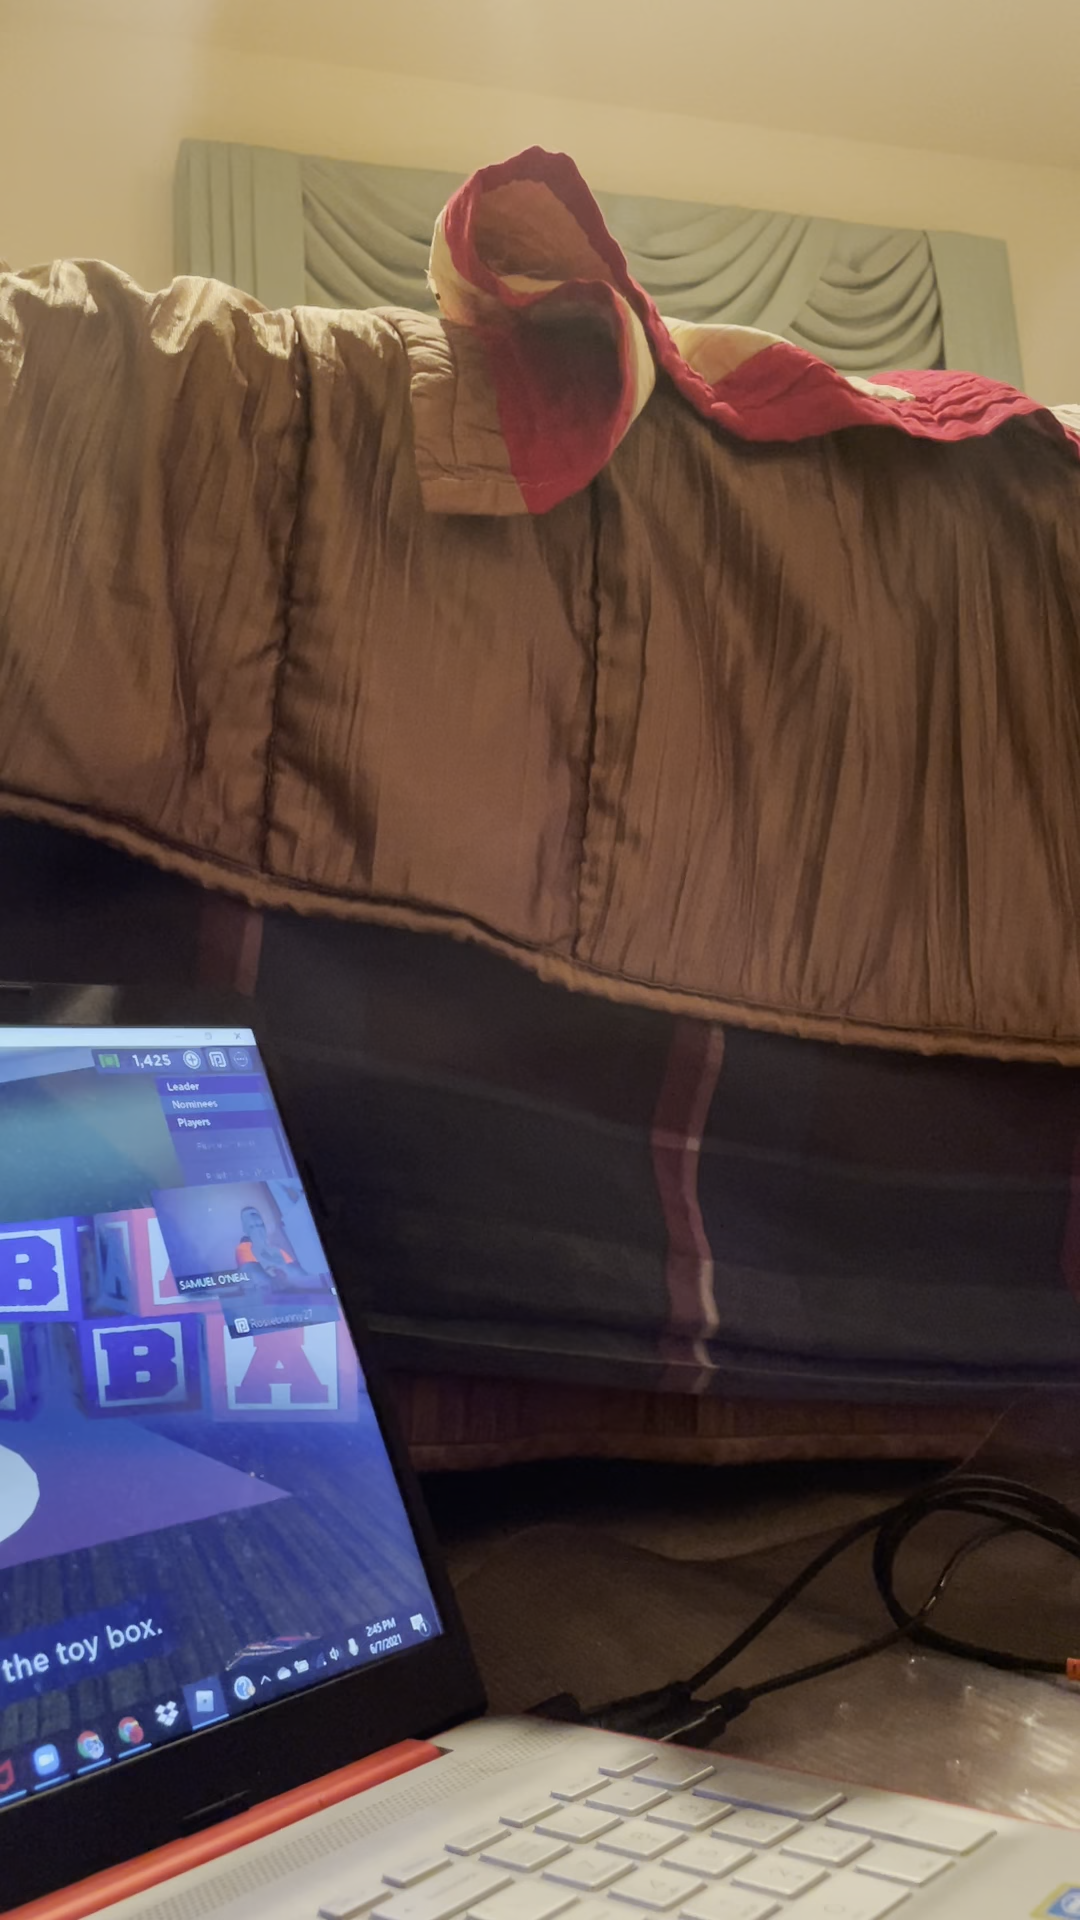 1,425
Leader
Nominees
Players
B
A
SAMUEL O'NEAL
B
A
the toy box.
2:45 PM
6/7/2021